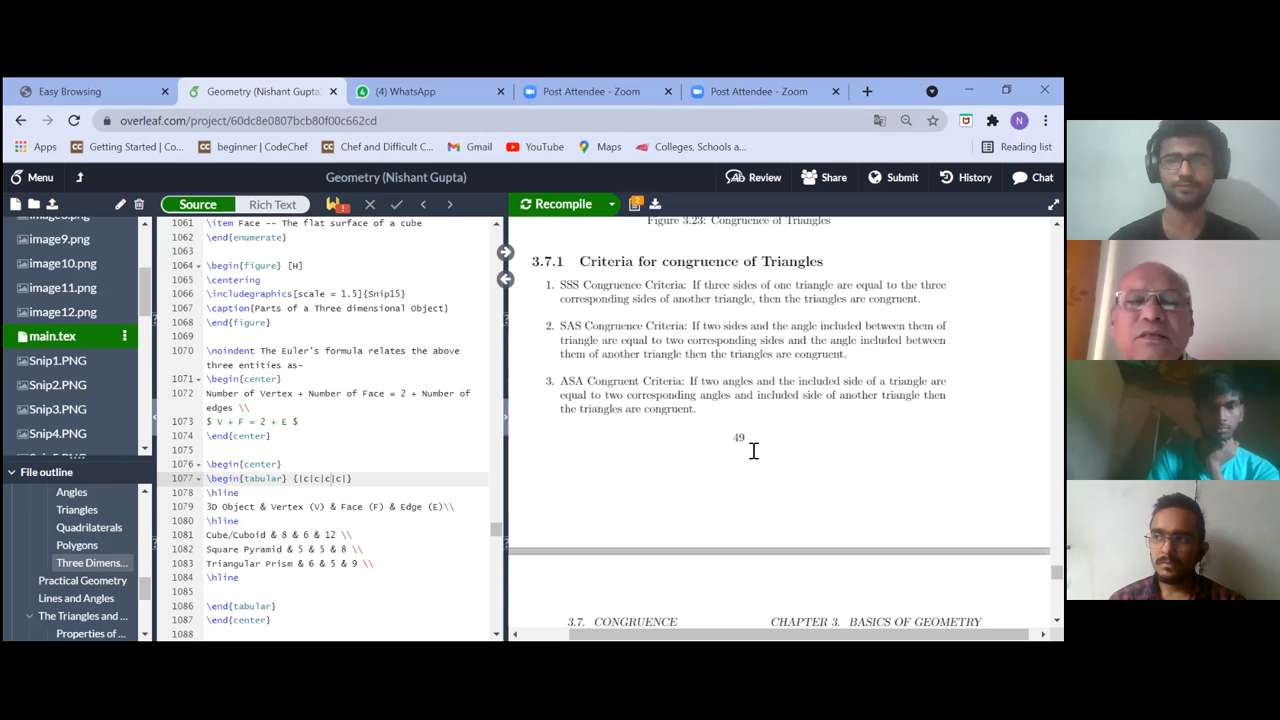 Easy Browsing
Geometry (Nishant Gupta)
(4) WhatsApp
Post Attendee - Zoom
Post Attendee - Zoom
overleaf.com/project/60dc8e0807bcb80f00c662cd
N
Apps
Getting Started | Co...
beginner | CodeChef
Chef and Difficult C...
Gmail
YouTube
Maps
Colleges, Schools a...
Reading list
Menu
Geometry (Nishant Gupta)
Review
Share
Submit
History
Chat
Source
Rich Text
Recompile
2
image9.png
image10.png
image11.png
image12.png
main.tex
Snip1.PNG
Snip2.PNG
Snip3.PNG
Snip4.PNG
File outline
Angles
Triangles
Quadrilaterals
Polygons
Three Dimens...
Practical Geometry
Lines and Angles
The Triangles and ...
Properties of ...
1061 \item Face -- The flat surface of a cube
1062 \end{enumerate}
1063
1064 \begin{figure} [H]
1065 \centering
1066 \includegraphics[scale = 1.5]{Snip15}
1067 \caption{Parts of a Three dimensional Object}
1068 \end{figure}
1069
1070 \noindent The Euler's formula relates the above
three entities as-
1071 \begin{center}
1072 Number of Vertex + Number of Face = 2 + Number of
edges \\
1073 $ V + F = 2 + E $
1074 \end{center}
1075
1076 \begin{center}
1077 \begin{tabular} {|c|c|c|c|}
1078 \hline
1079 3D Object & Vertex (V) & Face (F) & Edge (E)\\
1080 \hline
1081 Cube/Cuboid & 8 & 6 & 12 \\
1082 Square Pyramid & 5 & 5 & 8 \\
1083 Triangular Prism & 6 & 5 & 9 \\
1084 \hline
1085
1086 \end{tabular}
1087 \end{center}
1088
Figure 3.23: Congruence of Triangles
3.7.1 Criteria for congruence of Triangles
1. SSS Congruence Criteria: If three sides of one triangle are equal to the three
corresponding sides of another triangle, then the triangles are congruent.
2. SAS Congruence Criteria: If two sides and the angle included between them of
triangle are equal to two corresponding sides and the angle included between
them of another triangle then the triangles are congruent.
3. ASA Congruent Criteria: If two angles and the included side of a triangle are
equal to two corresponding angles and included side of another triangle then
the triangles are congruent.
49
3.7. CONGRUENCE
CHAPTER 3. BASICS OF GEOMETRY